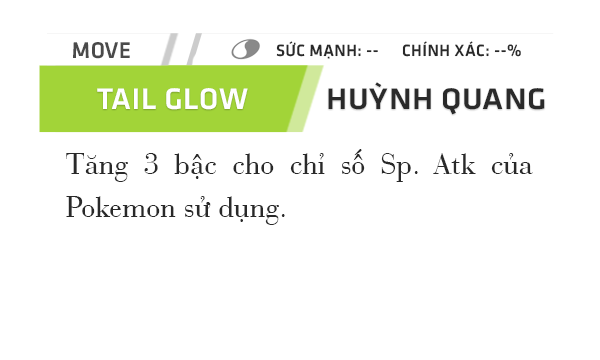 MOVE SỨC MẠNH: -- CHÍNH XÁC: --%
TAIL GLOW HUỲNH QUANG
Tăng 3 bậc cho chỉ số Sp. Atk của
Pokemon sử dụng.